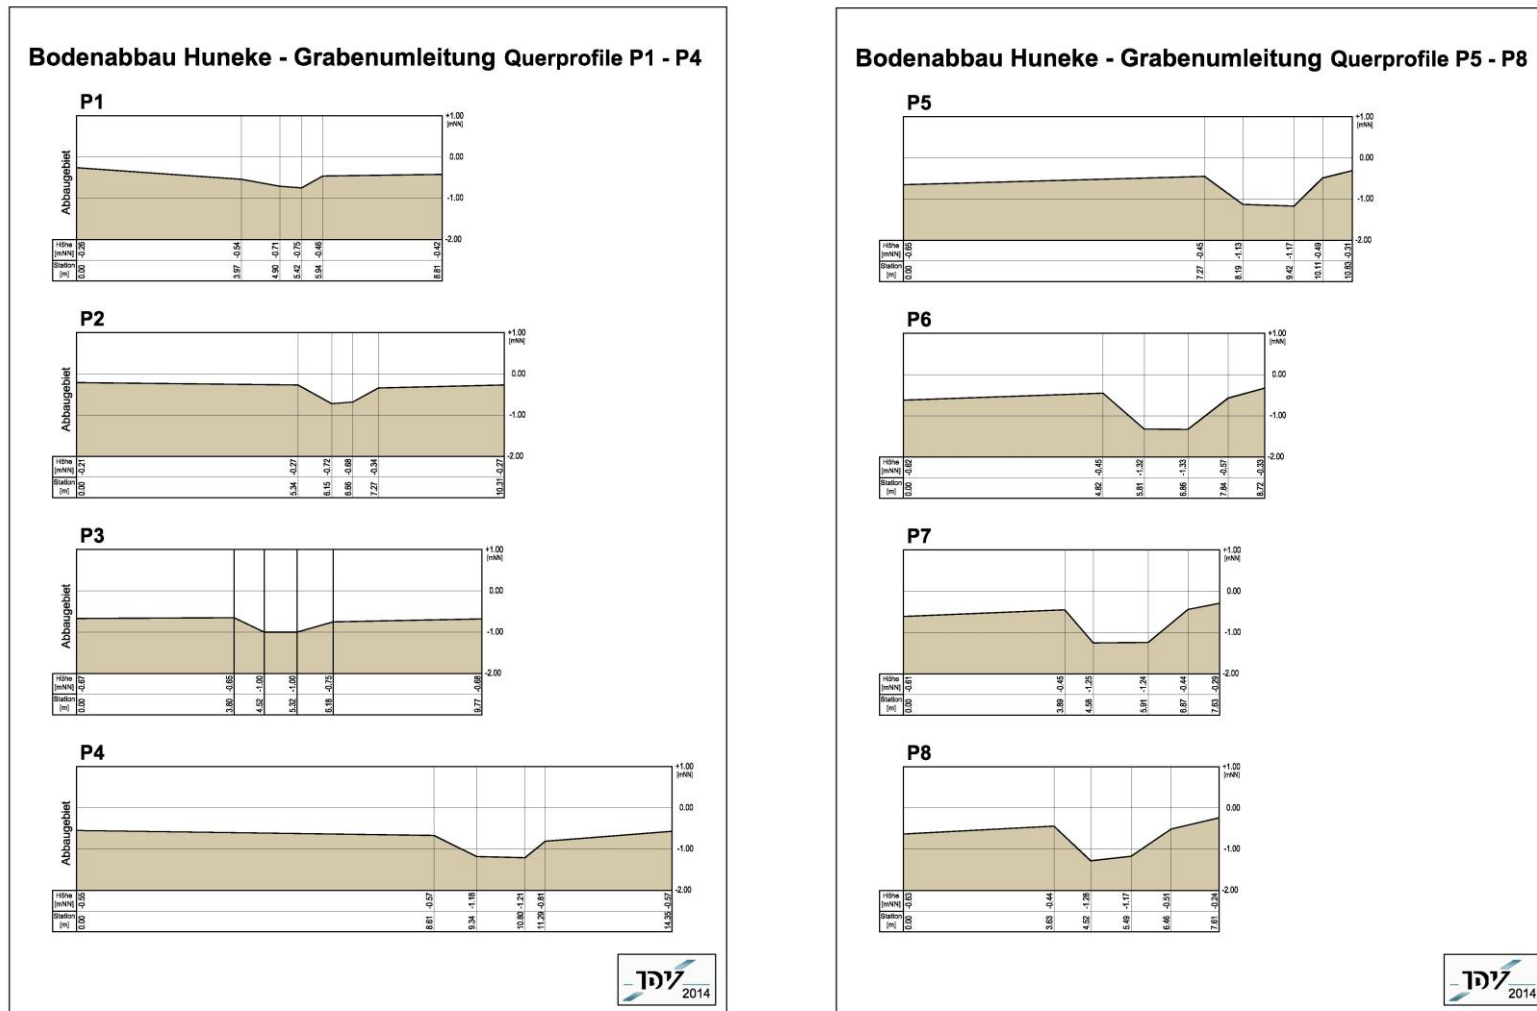 Bodenabbau Huneke - Grabenumleitung Querprofile P1 - P4
P1
+1.00
[mNN]
0.00
-1.00
-2.00
Abbaugebiet
Höhe [mNN] -0.26 -0.54 -0.71 -0.75 -0.46 -0.42
Station [m] 0.00 3.97 4.90 5.42 5.94 8.81
P2
+1.00
[mNN]
0.00
-1.00
-2.00
Abbaugebiet
Höhe [mNN] -0.21 -0.27 -0.72 -0.68 -0.34 -0.27
Station [m] 0.00 5.34 6.15 6.66 7.27 10.31
P3
+1.00
[mNN]
0.00
-1.00
-2.00
Abbaugebiet
Höhe [mNN] -0.67 -0.65 -1.00 -1.00 -0.75 -0.68
Station [m] 0.00 3.80 4.52 5.32 6.18 9.77
P4
+1.00
[mNN]
0.00
-1.00
-2.00
Abbaugebiet
Höhe [mNN] -0.55 -0.57 -1.18 -1.21 -0.81 -0.57
Station [m] 0.00 8.61 9.34 10.80 11.29 14.35
2014
Bodenabbau Huneke - Grabenumleitung Querprofile P5 - P8
P5
+1.00
[mNN]
0.00
-1.00
-2.00
Höhe [mNN] -0.65 -0.45 -1.13 -1.17 -0.49 -0.31
Station [m] 0.00 7.27 8.19 9.42 10.11 10.83
P6
+1.00
[mNN]
0.00
-1.00
-2.00
Höhe [mNN] -0.62 -0.45 -1.32 -1.33 -0.57 -0.33
Station [m] 0.00 4.82 5.81 6.86 7.84 8.72
P7
+1.00
[mNN]
0.00
-1.00
-2.00
Höhe [mNN] -0.61 -0.45 -1.25 -1.24 -0.44 -0.29
Station [m] 0.00 3.89 4.58 5.91 6.87 7.63
P8
+1.00
[mNN]
0.00
-1.00
-2.00
Höhe [mNN] -0.63 -0.44 -1.28 -1.17 -0.51 -0.24
Station [m] 0.00 3.63 4.52 5.49 6.46 7.61
2014